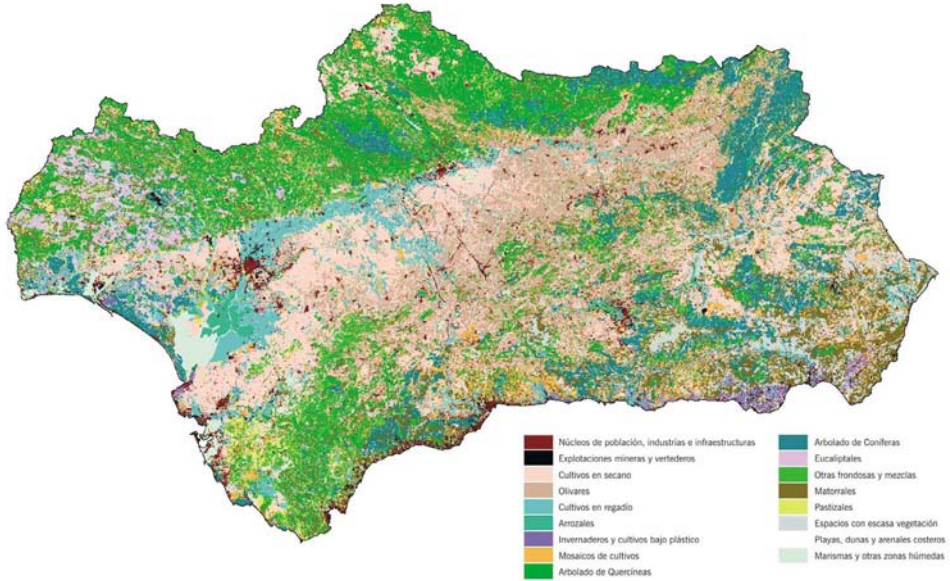 Núcleos de población, industrias e infraestructuras
Explotaciones mineras y vertederos
Cultivos en secano
Olivares
Cultivos en regadío
Arrozales
Invernaderos y cultivos bajo plástico
Mosaicos de cultivos
Arbolado de Quercíneas
Arbolado de Coníferas
Eucaliptales
Otras frondosas y mezclas
Matorrales
Pastizales
Espacios con escasa vegetación
Playas, dunas y arenales costeros
Marismas y otras zonas húmedas